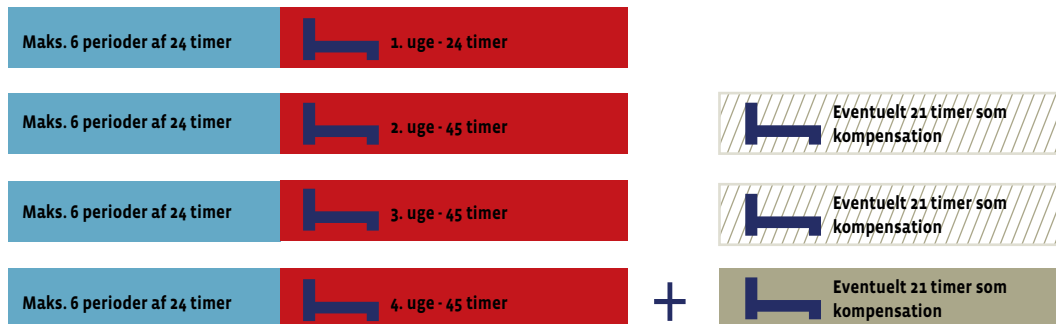 Maks. 6 perioder af 24 timer 1. uge - 24 timer
Maks. 6 perioder af 24 timer 2. uge - 45 timer Eventuelt 21 timer som
kompensation
Maks. 6 perioder af 24 timer 3. uge - 45 timer Eventuelt 21 timer som
kompensation
Maks. 6 perioder af 24 timer 4. uge - 45 timer + Eventuelt 21 timer som
kompensation